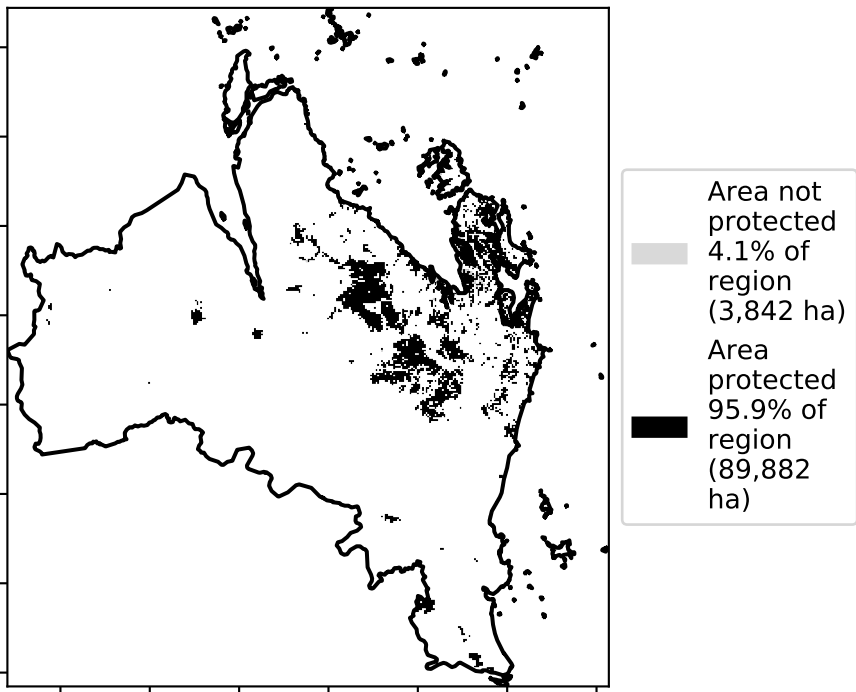 Area not
protected
4.1% of
region
(3,842 ha)
Area
protected
95.9% of
region
(89,882
ha)